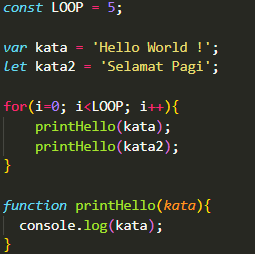 const LOOP = 5;
var kata = 'Hello World !';
let kata2 = 'Selamat Pagi';
for(i=0; i<LOOP; i++){
    printHello(kata);
    printHello(kata2);
}
function printHello(kata){
  console.log(kata);
}